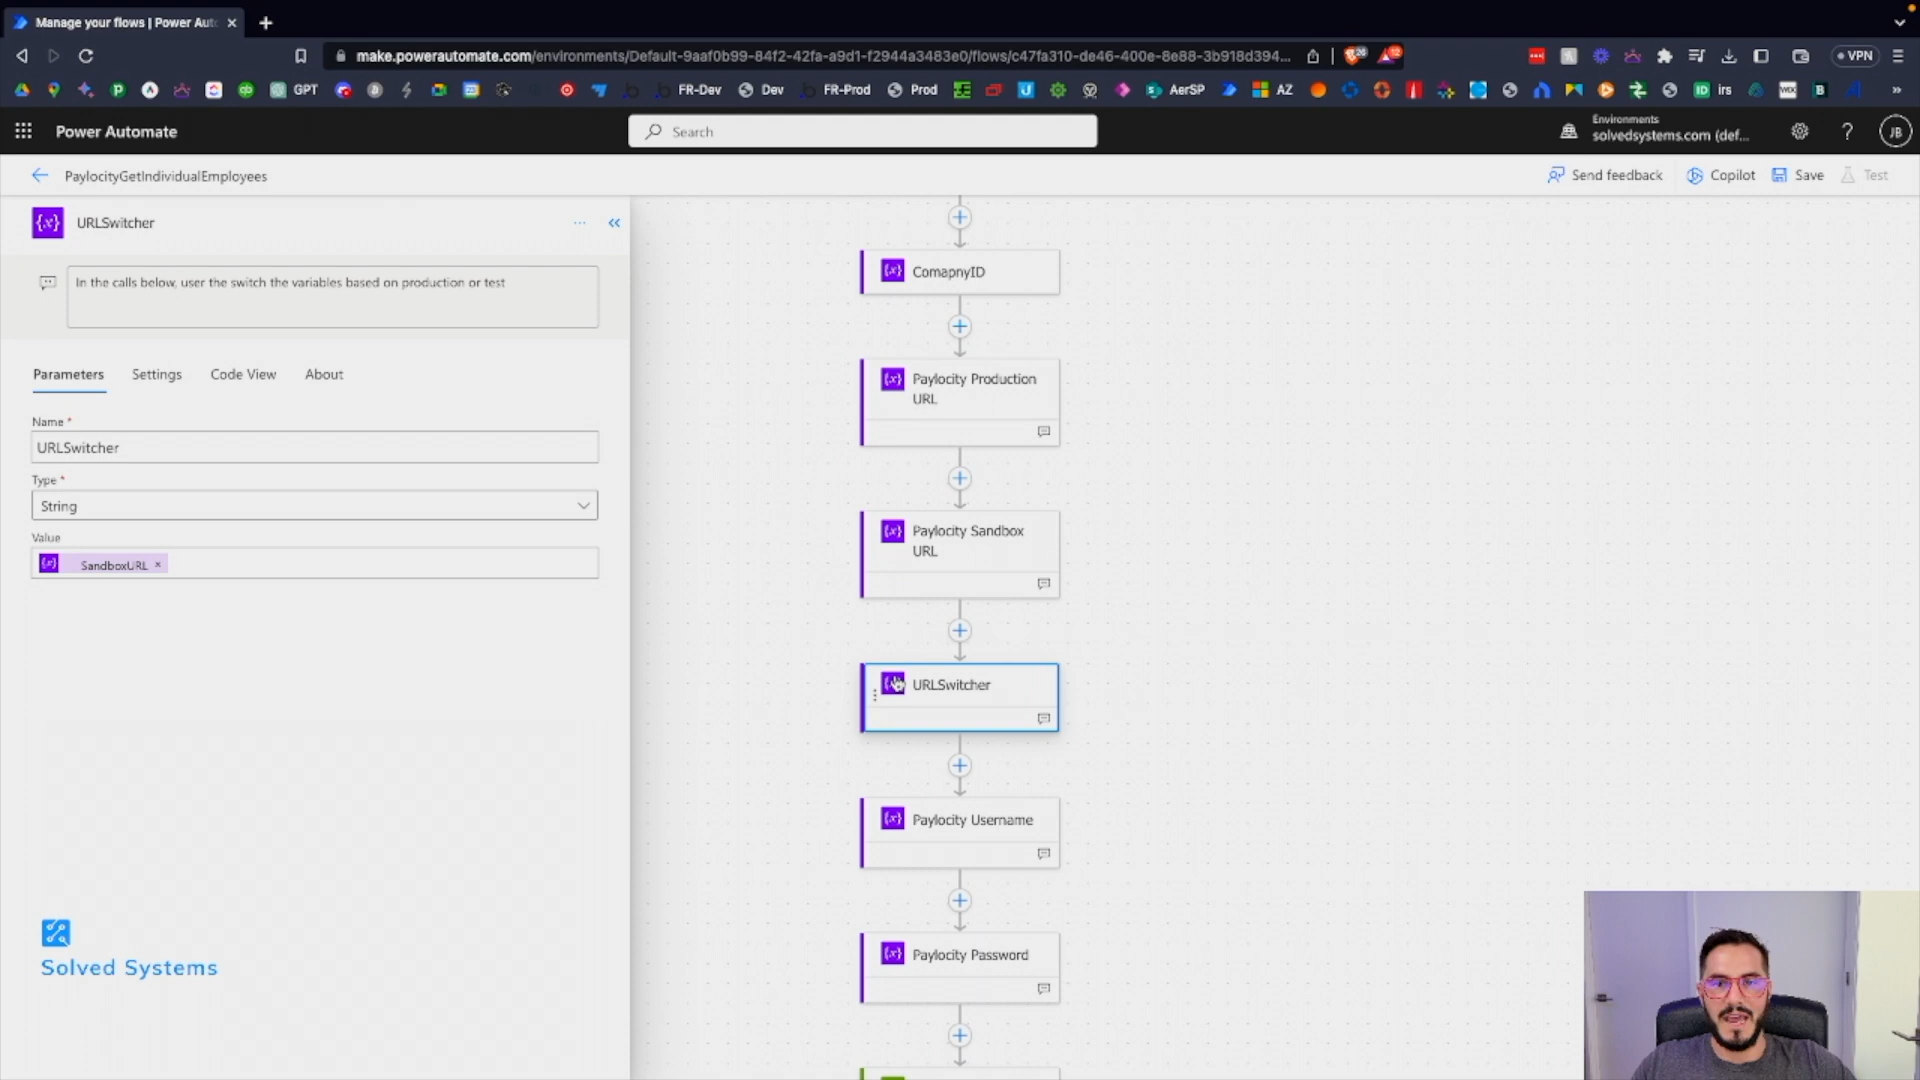 Manage your flows | Power Aut
make.powerautomate.com/environments/Default-9aaf0b99-84f2-42fa-a9d1-f2944a3483e0/flows/c47fa310-de46-400e-8e88-3b918d394...
VPN
GPT
FR-Dev
Dev
FR-Prod
Prod
AerSP
AZ
ID irs
Power Automate
Search
Environments
solvedsystems.com (def...
JB
PaylocityGetIndividualEmployees
Send feedback
Copilot
Save
Test
URLSwitcher
In the calls below, user the switch the variables based on production or test
Parameters
Settings
Code View
About
Name *
URLSwitcher
Type *
String
Value
SandboxURL
Solved Systems
ComapnyID
Paylocity Production
URL
Paylocity Sandbox
URL
URLSwitcher
Paylocity Username
Paylocity Password